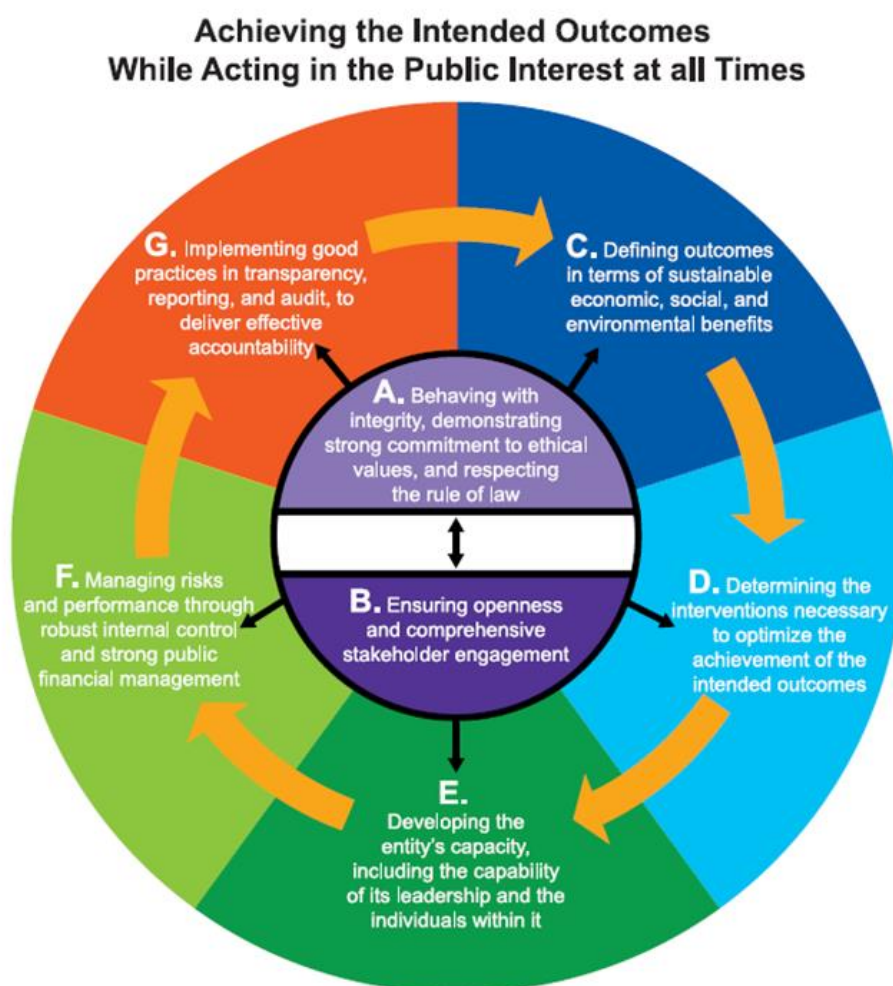 Achieving the Intended Outcomes
While Acting in the Public Interest at all Times
G. Implementing good
practices in transparency,
reporting, and audit, to
deliver effective
accountability
C. Defining outcomes
in terms of sustainable
economic, social, and
environmental benefits
A. Behaving with
integrity, demonstrating
strong commitment to ethical
values, and respecting
the rule of law
F. Managing risks
and performance through
robust internal control
and strong public
financial management
B. Ensuring openness
and comprehensive
stakeholder engagement
D. Determining the
interventions necessary
to optimize the
achievement of the
intended outcomes
E.
Developing the
entity's capacity,
including the capability
of its leadership and the
individuals within it